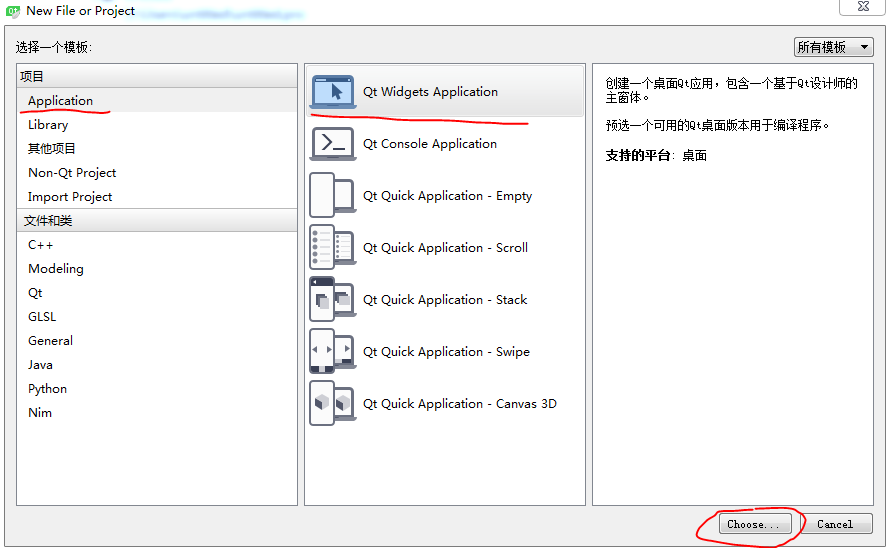 New File or Project
选择一个模板:
所有模板
项目
Application
Library
其他项目
Non-Qt Project
Import Project
文件和类
C++
Modeling
Qt
GLSL
General
Java
Python
Nim
Qt Widgets Application
Qt Console Application
Qt Quick Application - Empty
Qt Quick Application - Scroll
Qt Quick Application - Stack
Qt Quick Application - Swipe
Qt Quick Application - Canvas 3D
创建一个桌面Qt应用，包含一个基于Qt设计师的
主窗体。
预选一个可用的Qt桌面版本用于编译程序。
支持的平台: 桌面
Choose...
Cancel